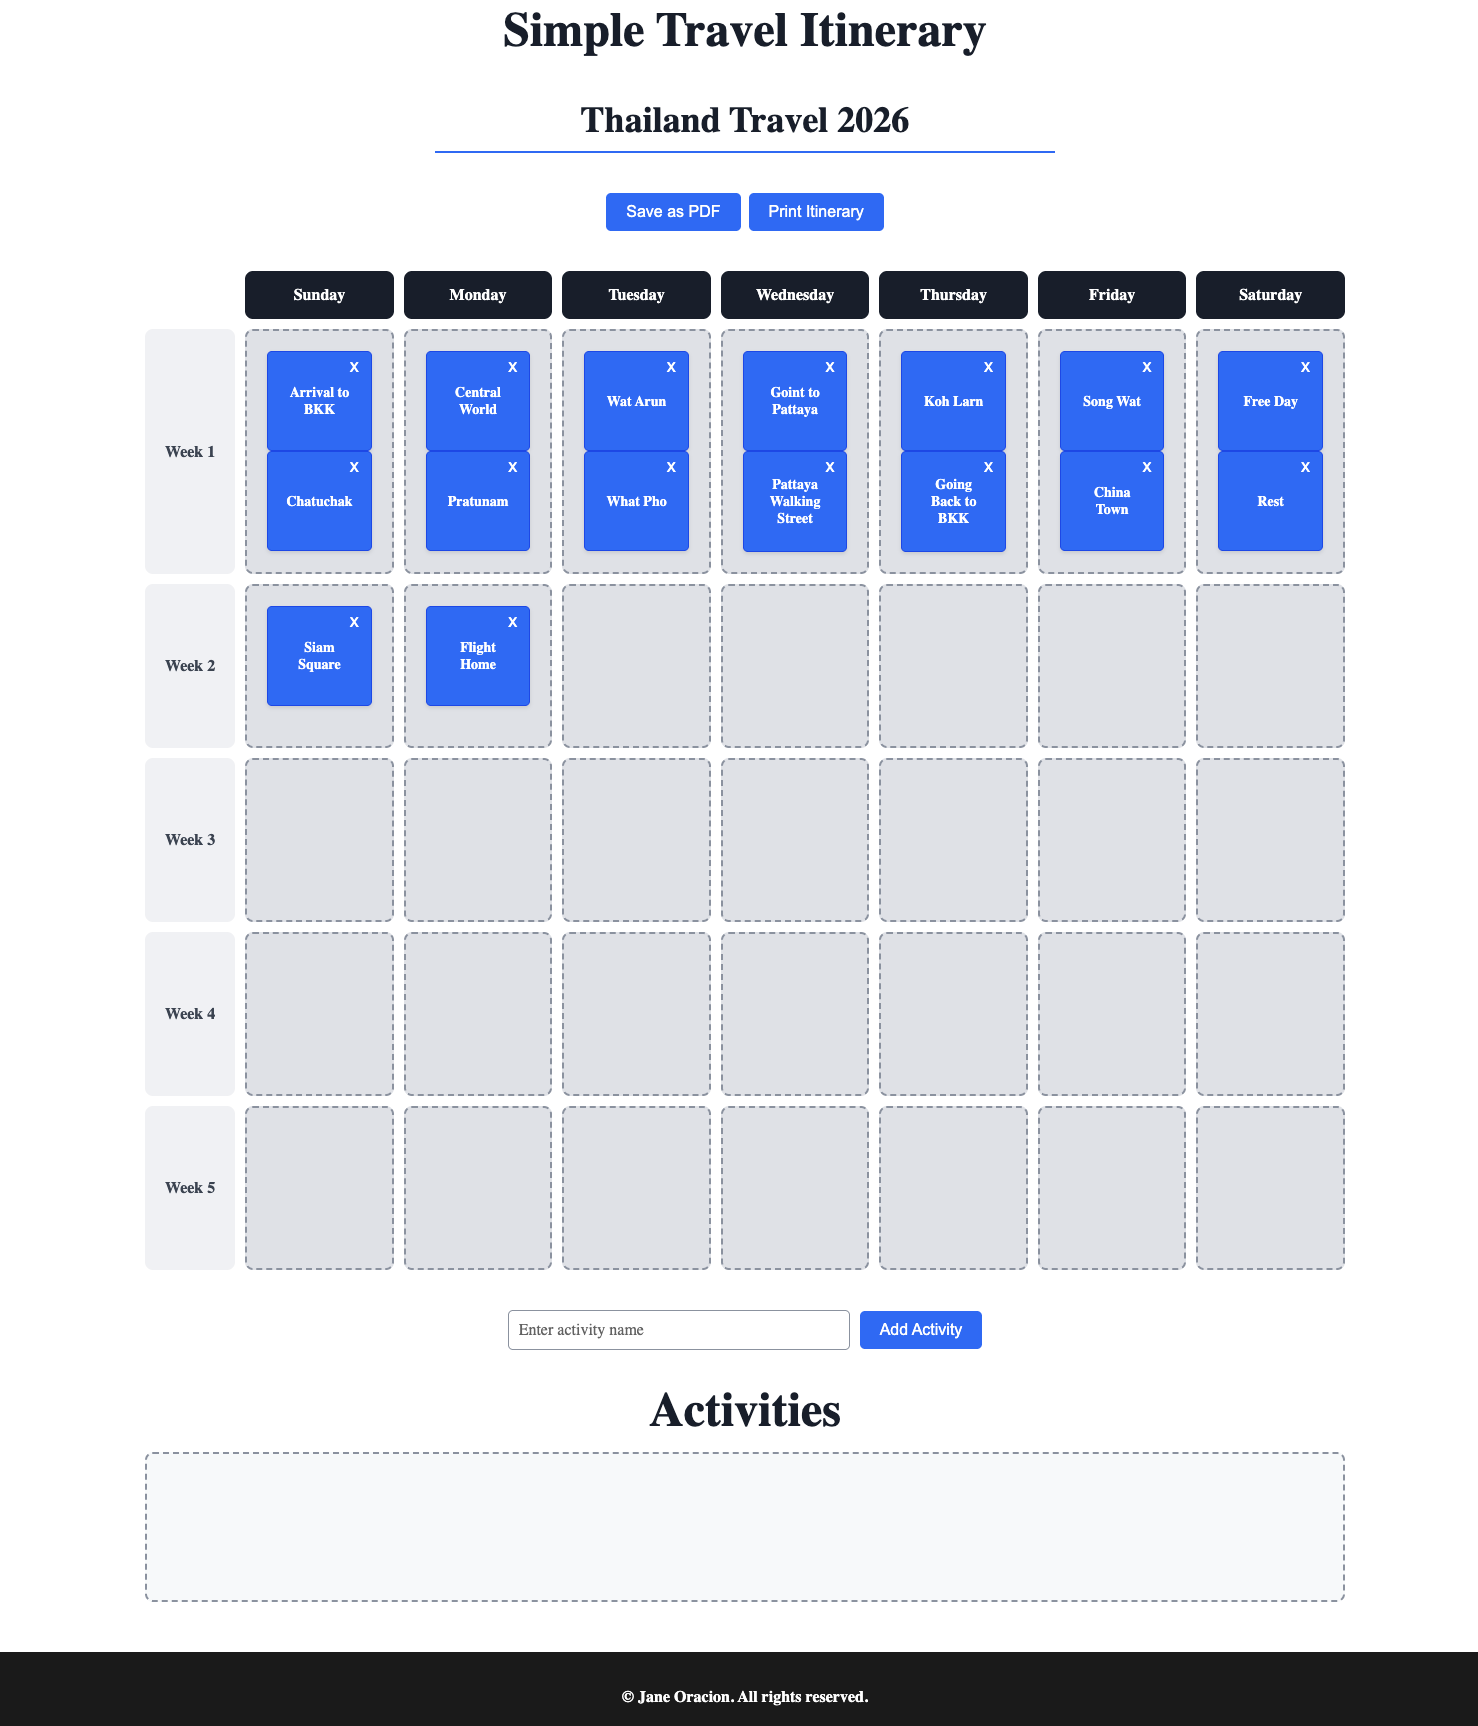 Simple Travel Itinerary
Thailand Travel 2026
Save as PDF
Print Itinerary
Sunday
Monday
Tuesday
Wednesday
Thursday
Friday
Saturday
Week 1
X
Arrival to
BKK
X
Chatuchak
X
Central
World
X
Pratunam
X
Wat Arun
X
What Pho
X
Goint to
Pattaya
X
Pattaya
Walking
Street
X
Koh Larn
X
Going
Back to
BKK
X
Song Wat
X
China
Town
X
Free Day
X
Rest
Week 2
X
Siam
Square
X
Flight
Home
Week 3
Week 4
Week 5
Enter activity name
Add Activity
Activities
© Jane Oracion. All rights reserved.